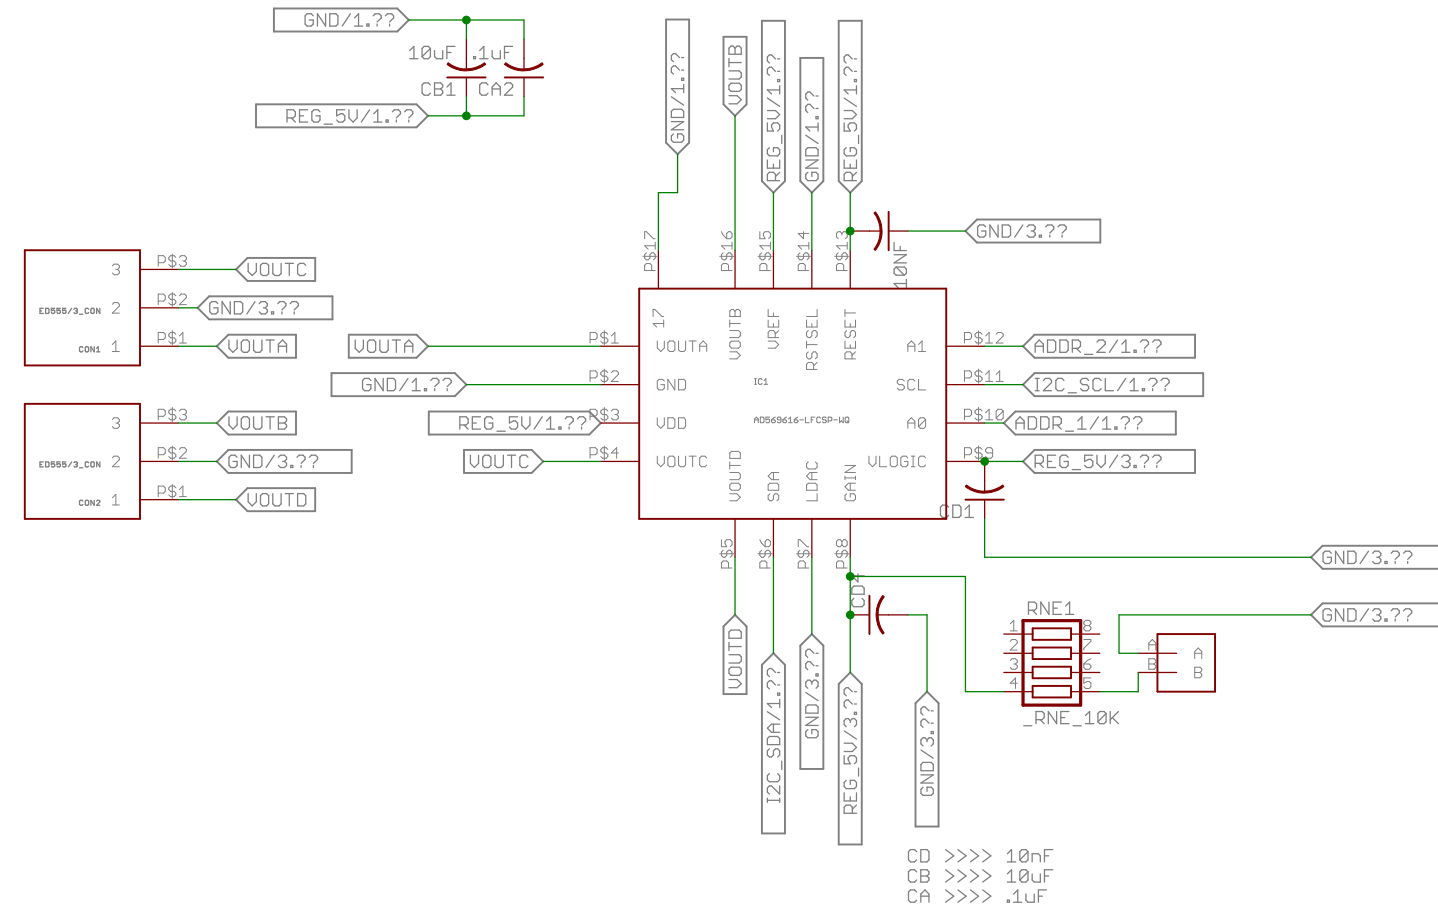 GND/1.??
10uF .1uF
CB1 CA2
REG_5V/1.??
GND/1.??
VOUTB
REG_5V/1.??
GND/1.??
REG_5V/1.??
P$17
P$16
P$15
P$14
P$13
10NF
GND/3.??
3 P$3 VOUTC
ED555/3_CON 2 P$2 GND/3.??
CON1 1 P$1 VOUTA
3 P$3 VOUTB
ED555/3_CON 2 P$2 GND/3.??
CON2 1 P$1 VOUTD
VOUTA P$1 VOUTA
GND/1.?? P$2 GND
REG_5V/1.?? P$3 VDD
VOUTC P$4 VOUTC
17
VOUTB
VREF
RSTSEL
RESET
IC1
AD569616-LFCSP-WQ
A1 P$12 ADDR_2/1.??
SCL P$11 I2C_SCL/1.??
A0 P$10 ADDR_1/1.??
VLOGIC P$9 REG_5V/3.??
VOUTD
SDA
LDAC
GAIN
CD1
GND/3.??
P$5
P$6
P$7
P$8
VOUTD
I2C_SDA/1.??
GND/3.??
REG_5V/3.??
GND/3.??
RNE1
1 8
2 7
3 6
4 5
_RNE_10K
GND/3.??
A A
B B
CD >>>> 10nF
CB >>>> 10uF
CA >>>> .1uF